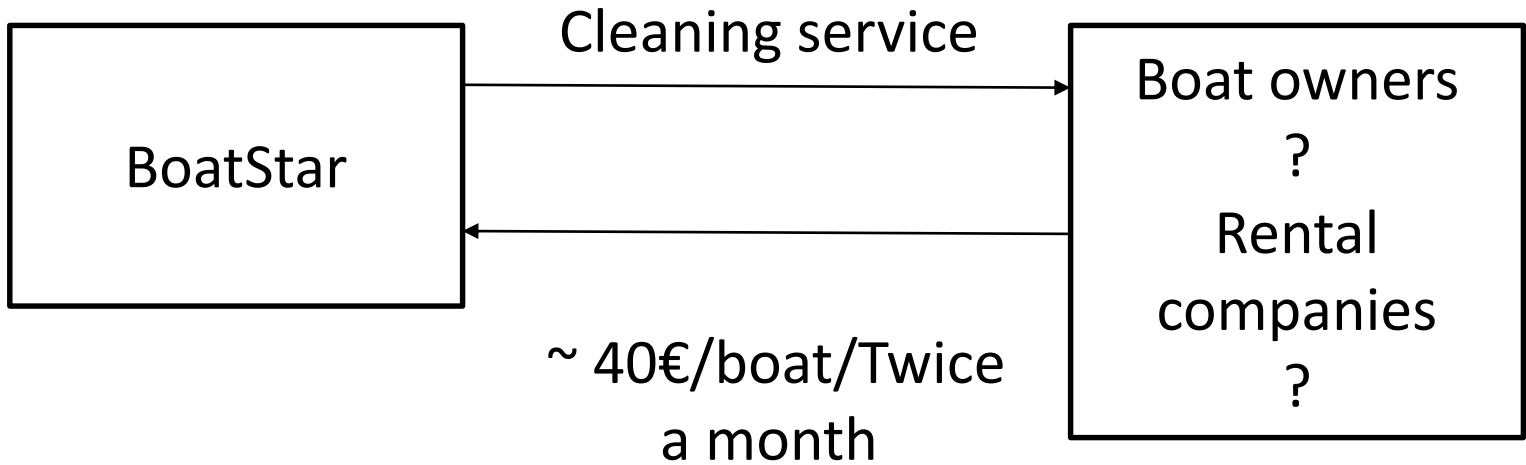 Cleaning service
BoatStar
Boat owners
?
Rental
companies
?
~ 40€/boat/Twice
a month